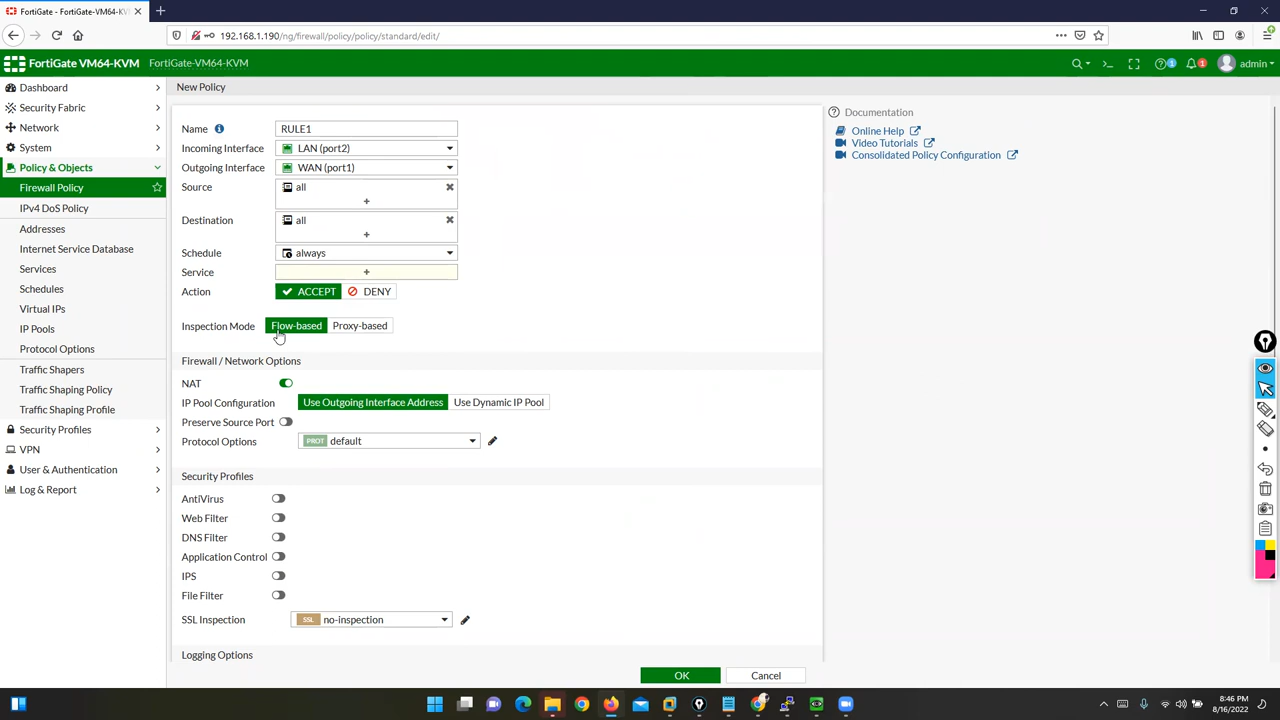 FortiGate - FortiGate-VM64-KVM
192.168.1.190/ng/firewall/policy/policy/standard/edit/
FortiGate VM64-KVM FortiGate-VM64-KVM
1 1 admin
Dashboard
Security Fabric
Network
System
Policy & Objects
Firewall Policy
IPv4 DoS Policy
Addresses
Internet Service Database
Services
Schedules
Virtual IPs
IP Pools
Protocol Options
Traffic Shapers
Traffic Shaping Policy
Traffic Shaping Profile
Security Profiles
VPN
User & Authentication
Log & Report
New Policy
Name RULE1
Incoming Interface LAN (port2)
Outgoing Interface WAN (port1)
Source all
+
Destination all
+
Schedule always
Service +
Action ACCEPT DENY
Inspection Mode Flow-based Proxy-based
Firewall / Network Options
NAT
IP Pool Configuration Use Outgoing Interface Address Use Dynamic IP Pool
Preserve Source Port
Protocol Options PROT default
Security Profiles
AntiVirus
Web Filter
DNS Filter
Application Control
IPS
File Filter
SSL Inspection SSL no-inspection
Logging Options
OK Cancel
Documentation
Online Help
Video Tutorials
Consolidated Policy Configuration
8:46 PM
8/16/2022